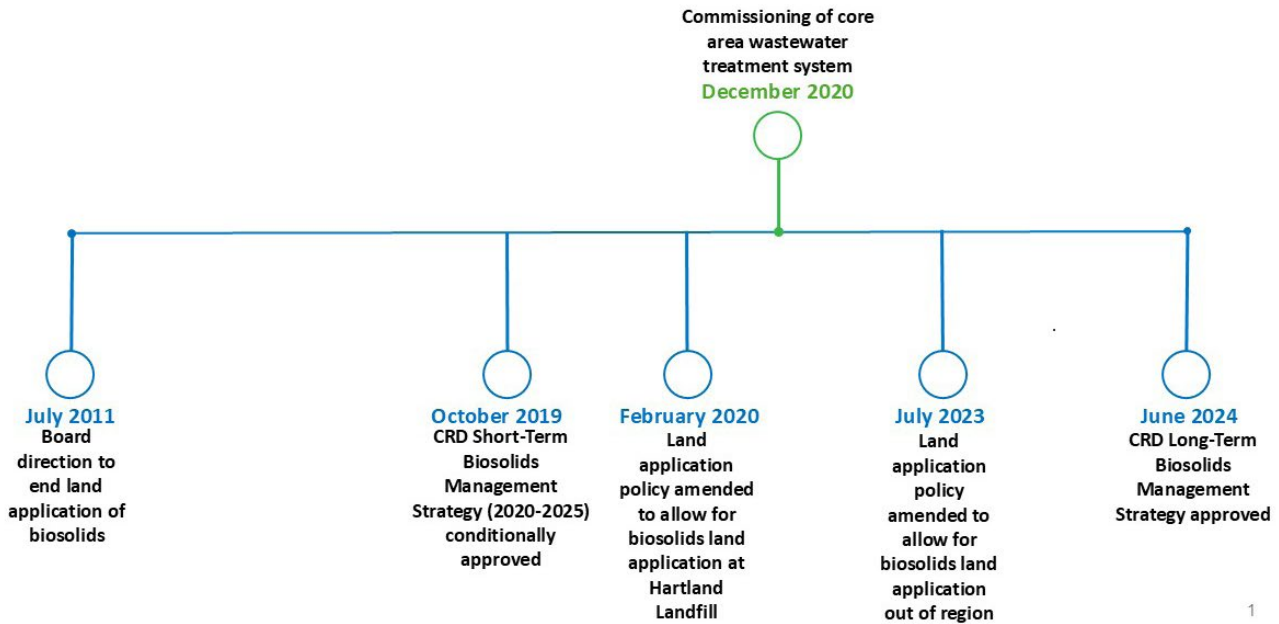 Commissioning of core
area wastewater
treatment system
December 2020
July 2011
Board
direction to
end land
application of
biosolids
October 2019
CRD Short-Term
Biosolids
Management
Strategy (2020-2025)
conditionally
approved
February 2020
Land
application
policy amended
to allow for
biosolids land
application at
Hartland
Landfill
July 2023
Land
application
policy
amended to
allow for
biosolids land
application
out of region
June 2024
CRD Long-Term
Biosolids
Management
Strategy approved
1